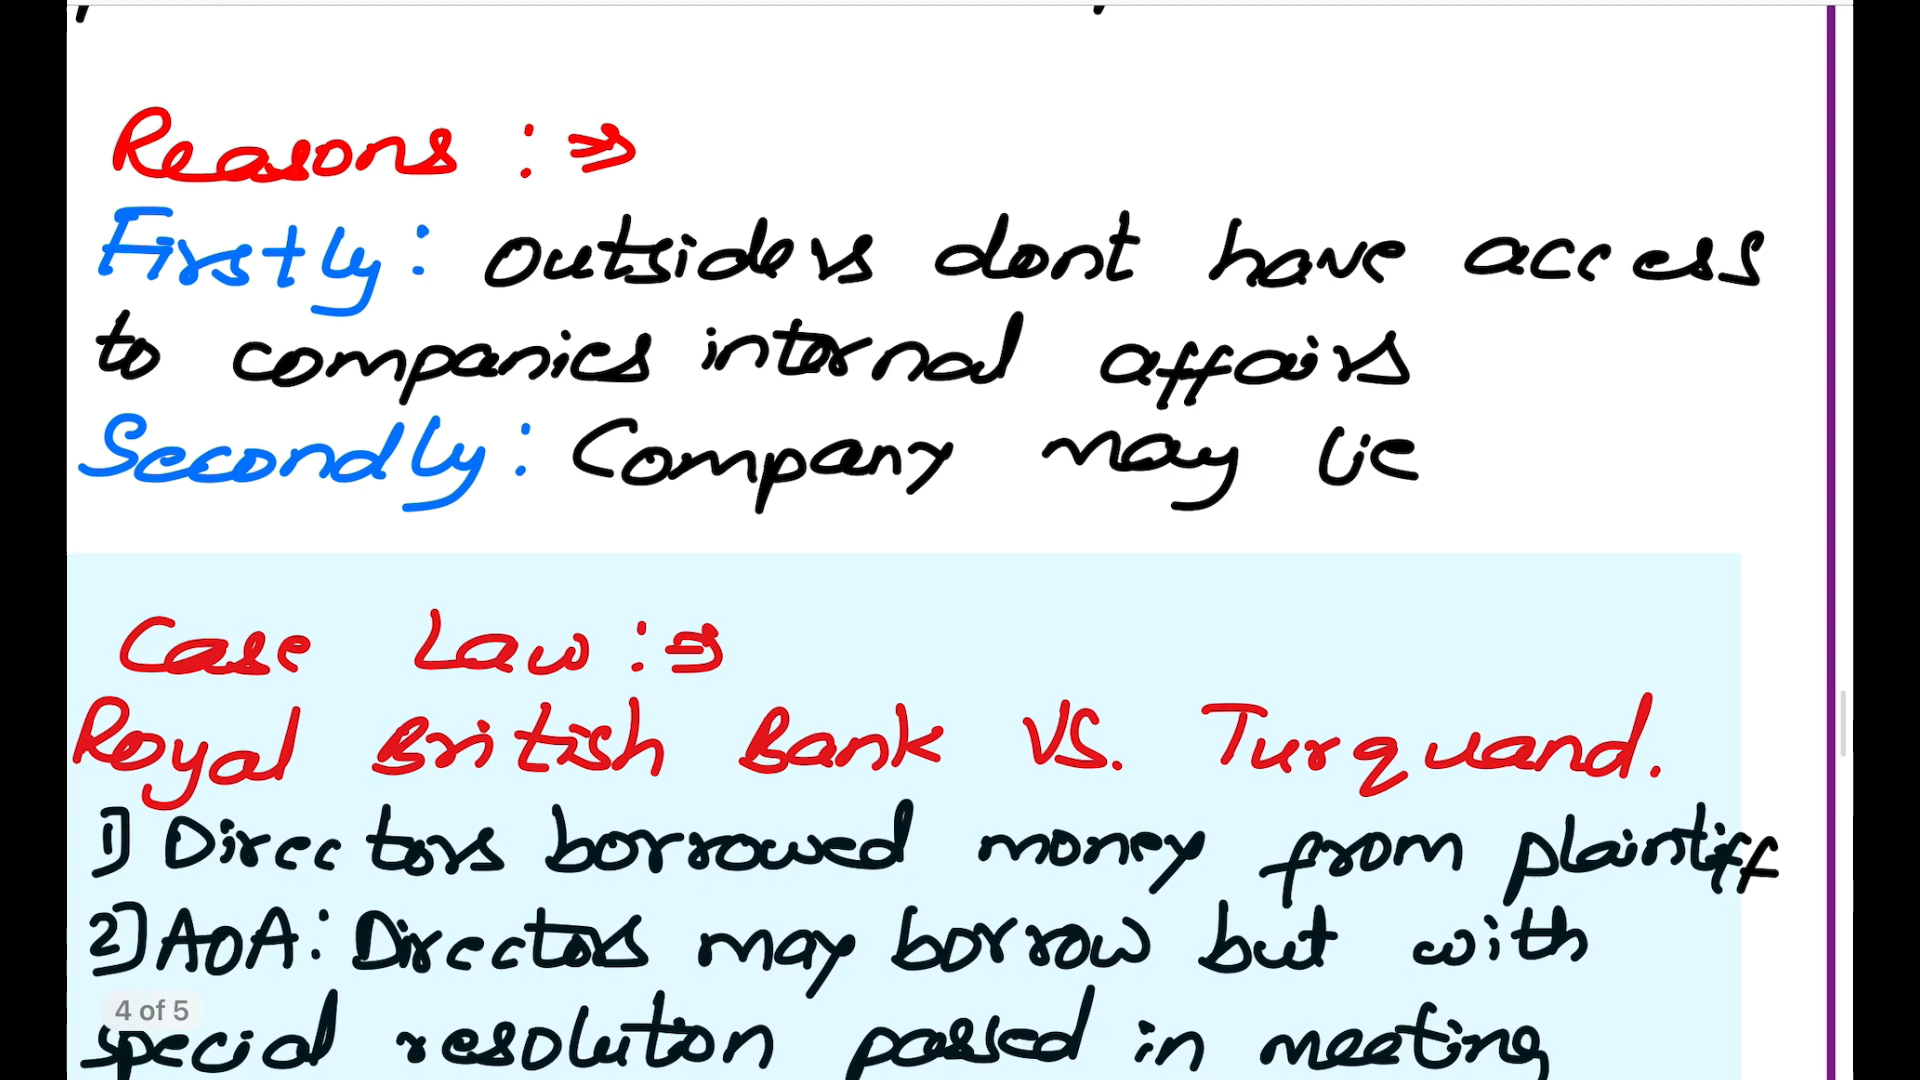 Reasons :⇒
Firstly: Outsiders dont have access
to companies internal affairs
Secondly: Company may lie
Case Law :⇒
Royal British Bank VS. Turquand.
1) Directors borrowed money from plaintiff
2) AOA: Directors may borrow but with
4 of 5
special resolution passed in meeting